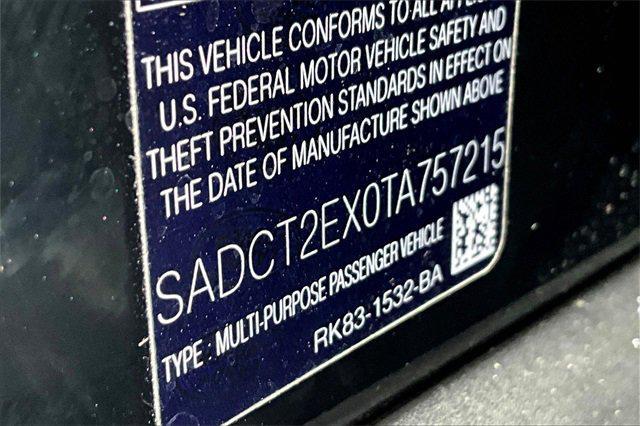 THIS VEHICLE CONFORMS TO ALL
U.S. FEDERAL MOTOR VEHICLE SAFETY AND
THEFT PREVENTION STANDARDS IN EFFECT ON
THE DATE OF MANUFACTURE SHOWN ABOVE
SADCT2EX0TA757215
TYPE : MULTI-PURPOSE PASSENGER VEHICLE
RK83-1532-BA